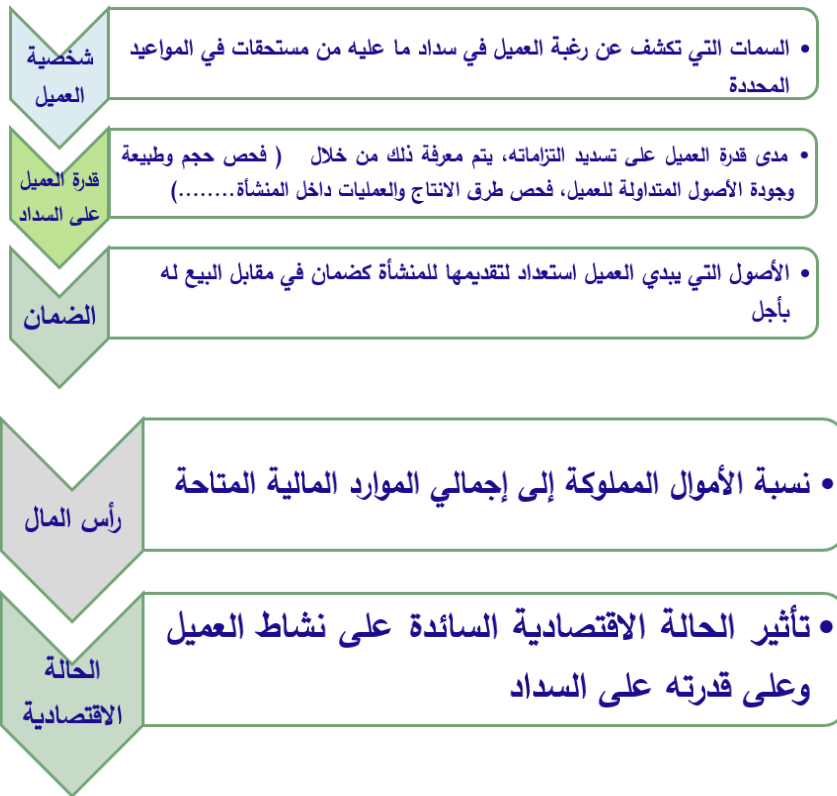 شخصية
العميل
• السمات التي تكشف عن رغبة العميل في سداد ما عليه من مستحقات في المواعيد
المحددة
قدرة العميل
على السداد
• مدى قدرة العميل على تسديد التزاماته، يتم معرفة ذلك من خلال ( فحص حجم وطبيعة
وجودة الأصول المتداولة للعميل، فحص طرق الانتاج والعمليات داخل المنشأة........)
الضمان
• الأصول التي يبدي العميل استعداد لتقديمها للمنشأة كضمان في مقابل البيع له
بأجل
رأس المال
• نسبة الأموال المملوكة إلى إجمالي الموارد المالية المتاحة
الحالة
الاقتصادية
• تأثير الحالة الاقتصادية السائدة على نشاط العميل
وعلى قدرته على السداد